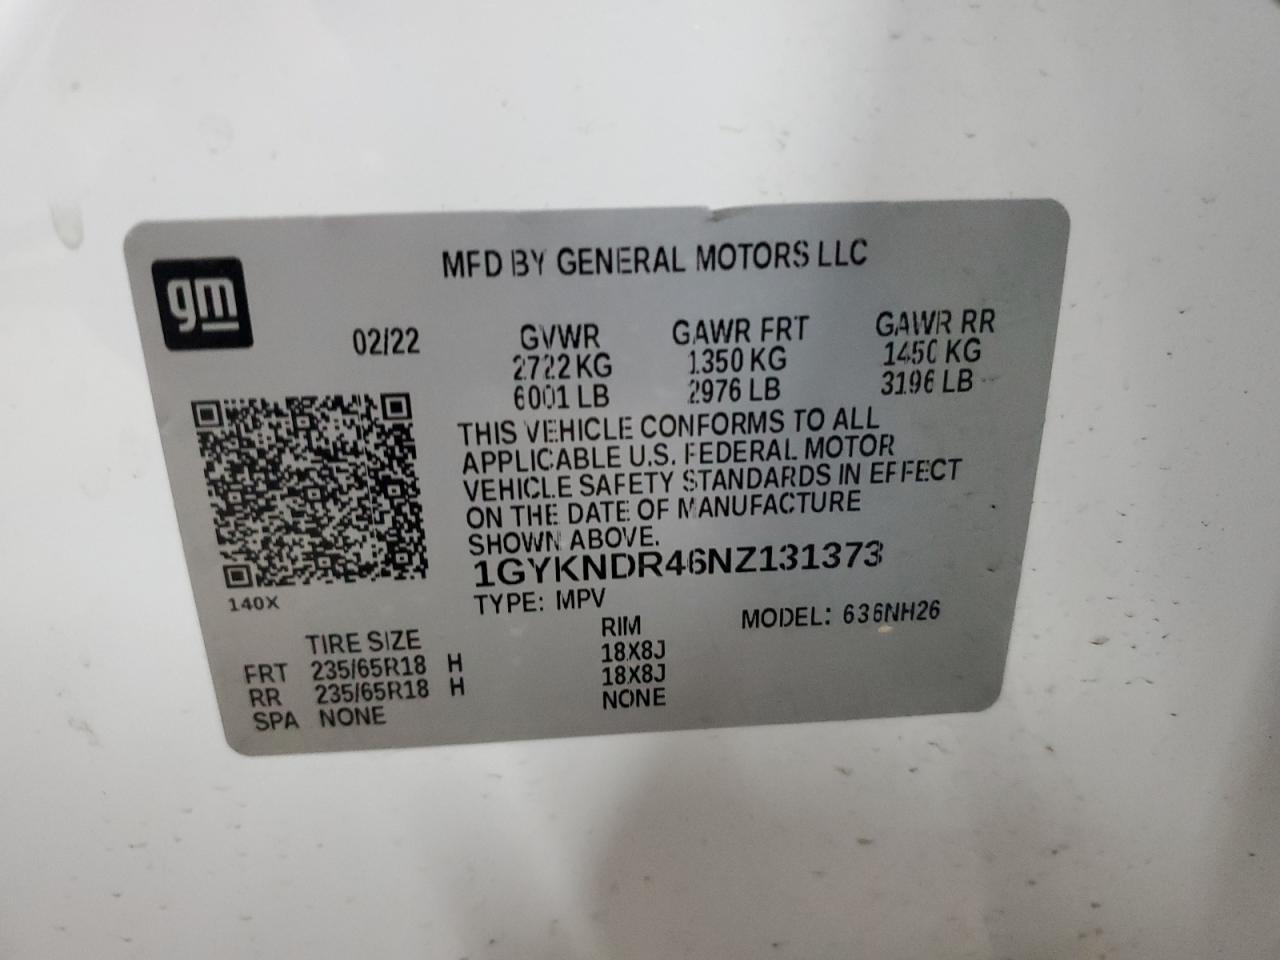 MFD BY GENERAL MOTORS LLC
gm
02/22 GVWR GAWR FRT GAWR RR
2722 KG 1350 KG 1450 KG
6001 LB 2976 LB 3196 LB
THIS VEHICLE CONFORMS TO ALL
APPLICABLE U.S. FEDERAL MOTOR
VEHICLE SAFETY STANDARDS IN EFFECT
ON THE DATE OF MANUFACTURE
SHOWN ABOVE.
1GYKNDR46NZ131373
140X TYPE: MPV MODEL: 636NH26
TIRE SIZE RIM
FRT 235/65R18 H 18X8J
RR 235/65R18 H 18X8J
SPA NONE NONE